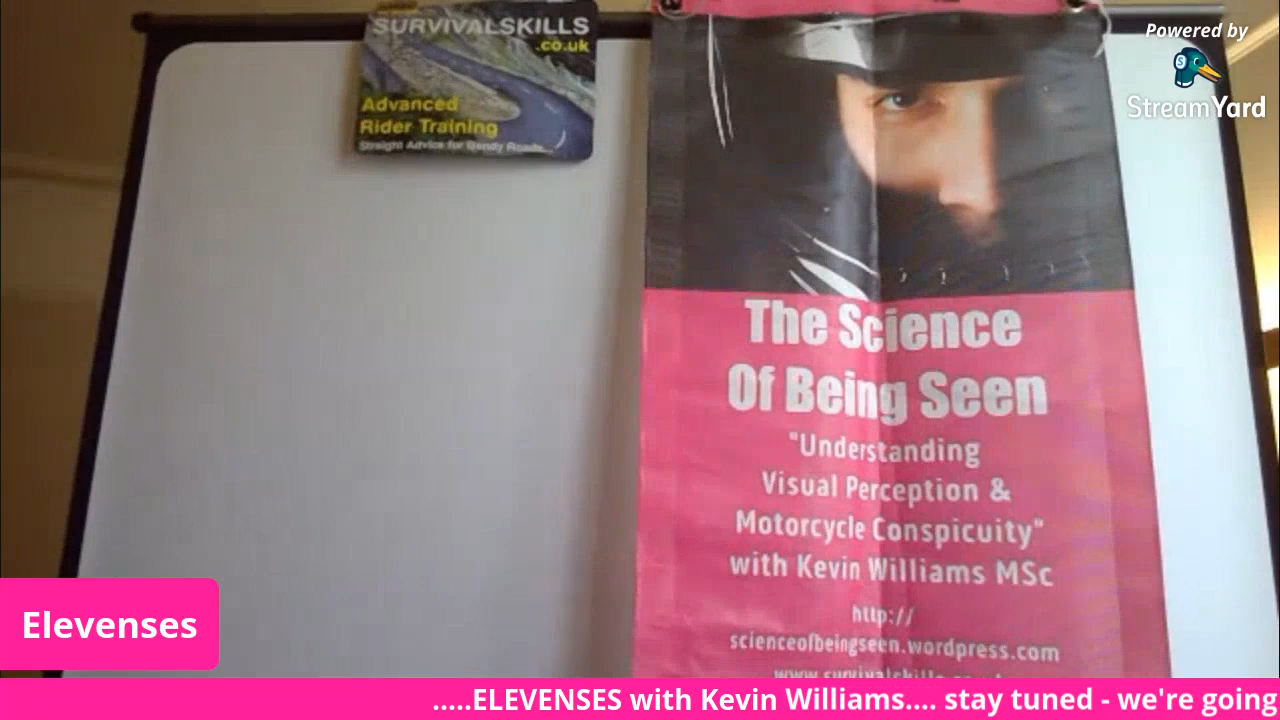 SURVIVALSKILLS
.co.uk
Advanced
Rider Training
Straight Advice for Bendy Roads...
Powered by
StreamYard
The Science
Of Being Seen
"Understanding
Visual Perception &
Motorcycle Conspicuity"
with Kevin Williams MSc
http://
scienceofbeingseen.wordpress.com
Elevenses
.....ELEVENSES with Kevin Williams.... stay tuned - we're going